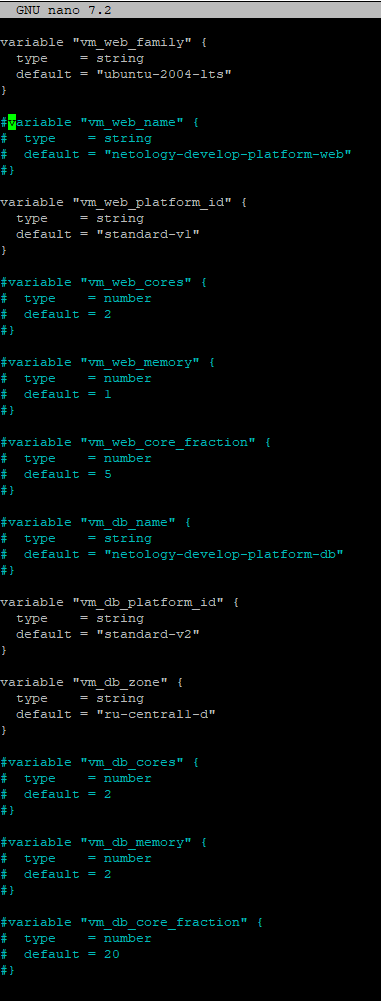 GNU nano 7.2
variable "vm_web_family" {
  type    = string
  default = "ubuntu-2004-lts"
}
#variable "vm_web_name" {
#  type    = string
#  default = "netology-develop-platform-web"
#}
variable "vm_web_platform_id" {
  type    = string
  default = "standard-v1"
}
#variable "vm_web_cores" {
#  type    = number
#  default = 2
#}
#variable "vm_web_memory" {
#  type    = number
#  default = 1
#}
#variable "vm_web_core_fraction" {
#  type    = number
#  default = 5
#}
#variable "vm_db_name" {
#  type    = string
#  default = "netology-develop-platform-db"
#}
variable "vm_db_platform_id" {
  type    = string
  default = "standard-v2"
}
variable "vm_db_zone" {
  type    = string
  default = "ru-central1-d"
}
#variable "vm_db_cores" {
#  type    = number
#  default = 2
#}
#variable "vm_db_memory" {
#  type    = number
#  default = 2
#}
#variable "vm_db_core_fraction" {
#  type    = number
#  default = 20
#}